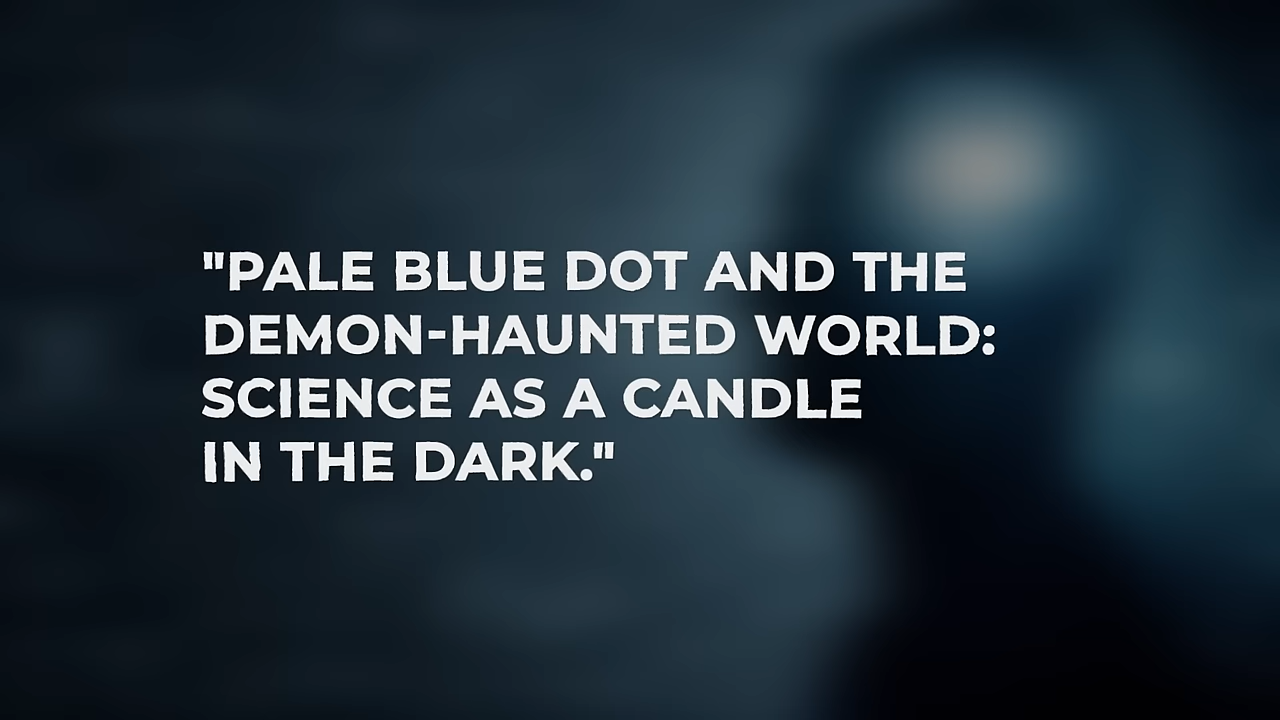 "PALE BLUE DOT AND THE
DEMON-HAUNTED WORLD:
SCIENCE AS A CANDLE
IN THE DARK."